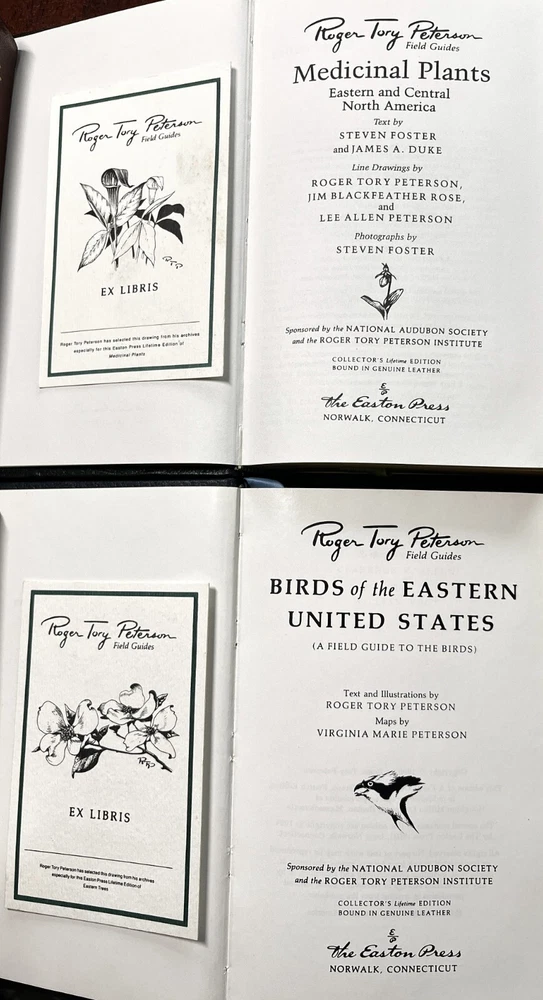 Roger Tory Peterson
Field Guides
EX LIBRIS
Roger Tory Peterson has selected this drawing from his archives
especially for this Easton Press Lifetime Edition of
Medicinal Plants
Roger Tory Peterson
Field Guides
Medicinal Plants
Eastern and Central
North America
Text by
STEVEN FOSTER
and JAMES A. DUKE
Line Drawings by
ROGER TORY PETERSON,
JIM BLACKFEATHER ROSE,
and
LEE ALLEN PETERSON
Photographs by
STEVEN FOSTER
Sponsored by the NATIONAL AUDUBON SOCIETY
and the ROGER TORY PETERSON INSTITUTE
COLLECTOR'S Lifetime EDITION
BOUND IN GENUINE LEATHER
EP
The Easton Press
NORWALK, CONNECTICUT
Roger Tory Peterson
Field Guides
RTP
EX LIBRIS
Roger Tory Peterson has selected this drawing from his archives
especially for this Easton Press Lifetime Edition of
Eastern Trees
Roger Tory Peterson
Field Guides
BIRDS of the EASTERN
UNITED STATES
(A FIELD GUIDE TO THE BIRDS)
Text and Illustrations by
ROGER TORY PETERSON
Maps by
VIRGINIA MARIE PETERSON
Sponsored by the NATIONAL AUDUBON SOCIETY
and the ROGER TORY PETERSON INSTITUTE
COLLECTOR'S Lifetime EDITION
BOUND IN GENUINE LEATHER
EP
The Easton Press
NORWALK, CONNECTICUT